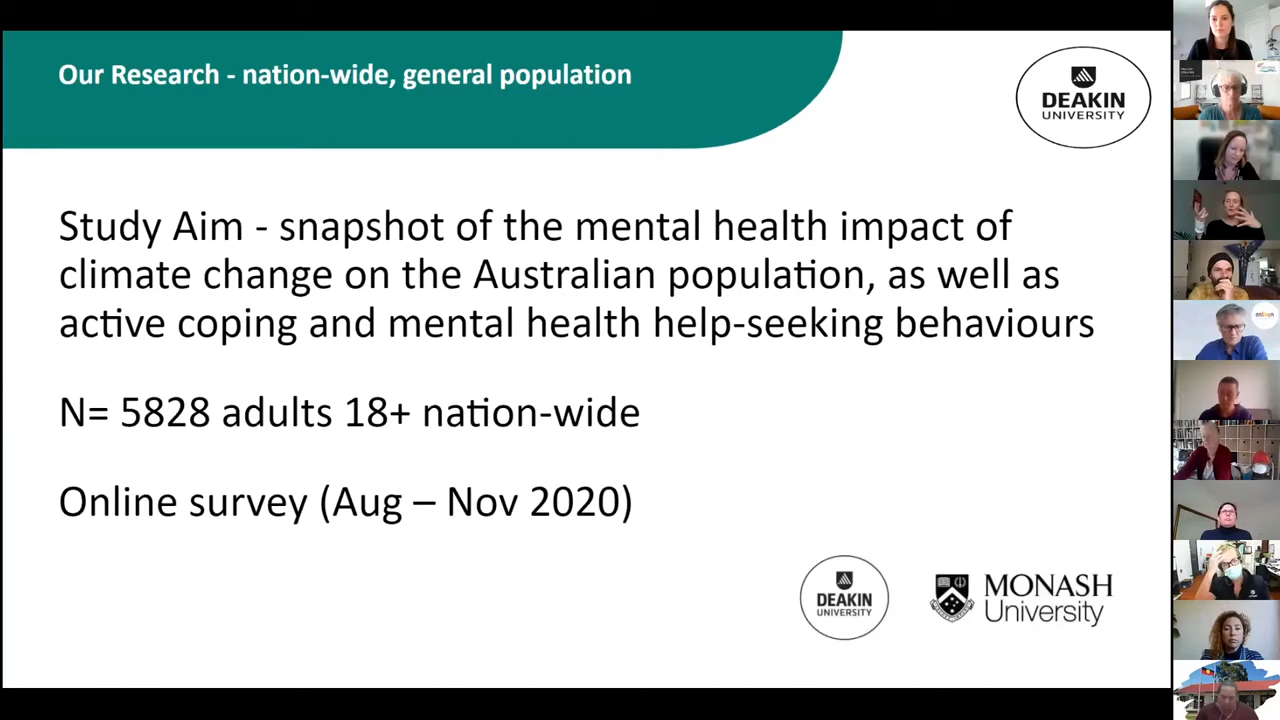 Our Research - nation-wide, general population
DEAKIN
UNIVERSITY
Study Aim - snapshot of the mental health impact of
climate change on the Australian population, as well as
active coping and mental health help-seeking behaviours
N= 5828 adults 18+ nation-wide
Online survey (Aug – Nov 2020)
DEAKIN
UNIVERSITY
MONASH
University